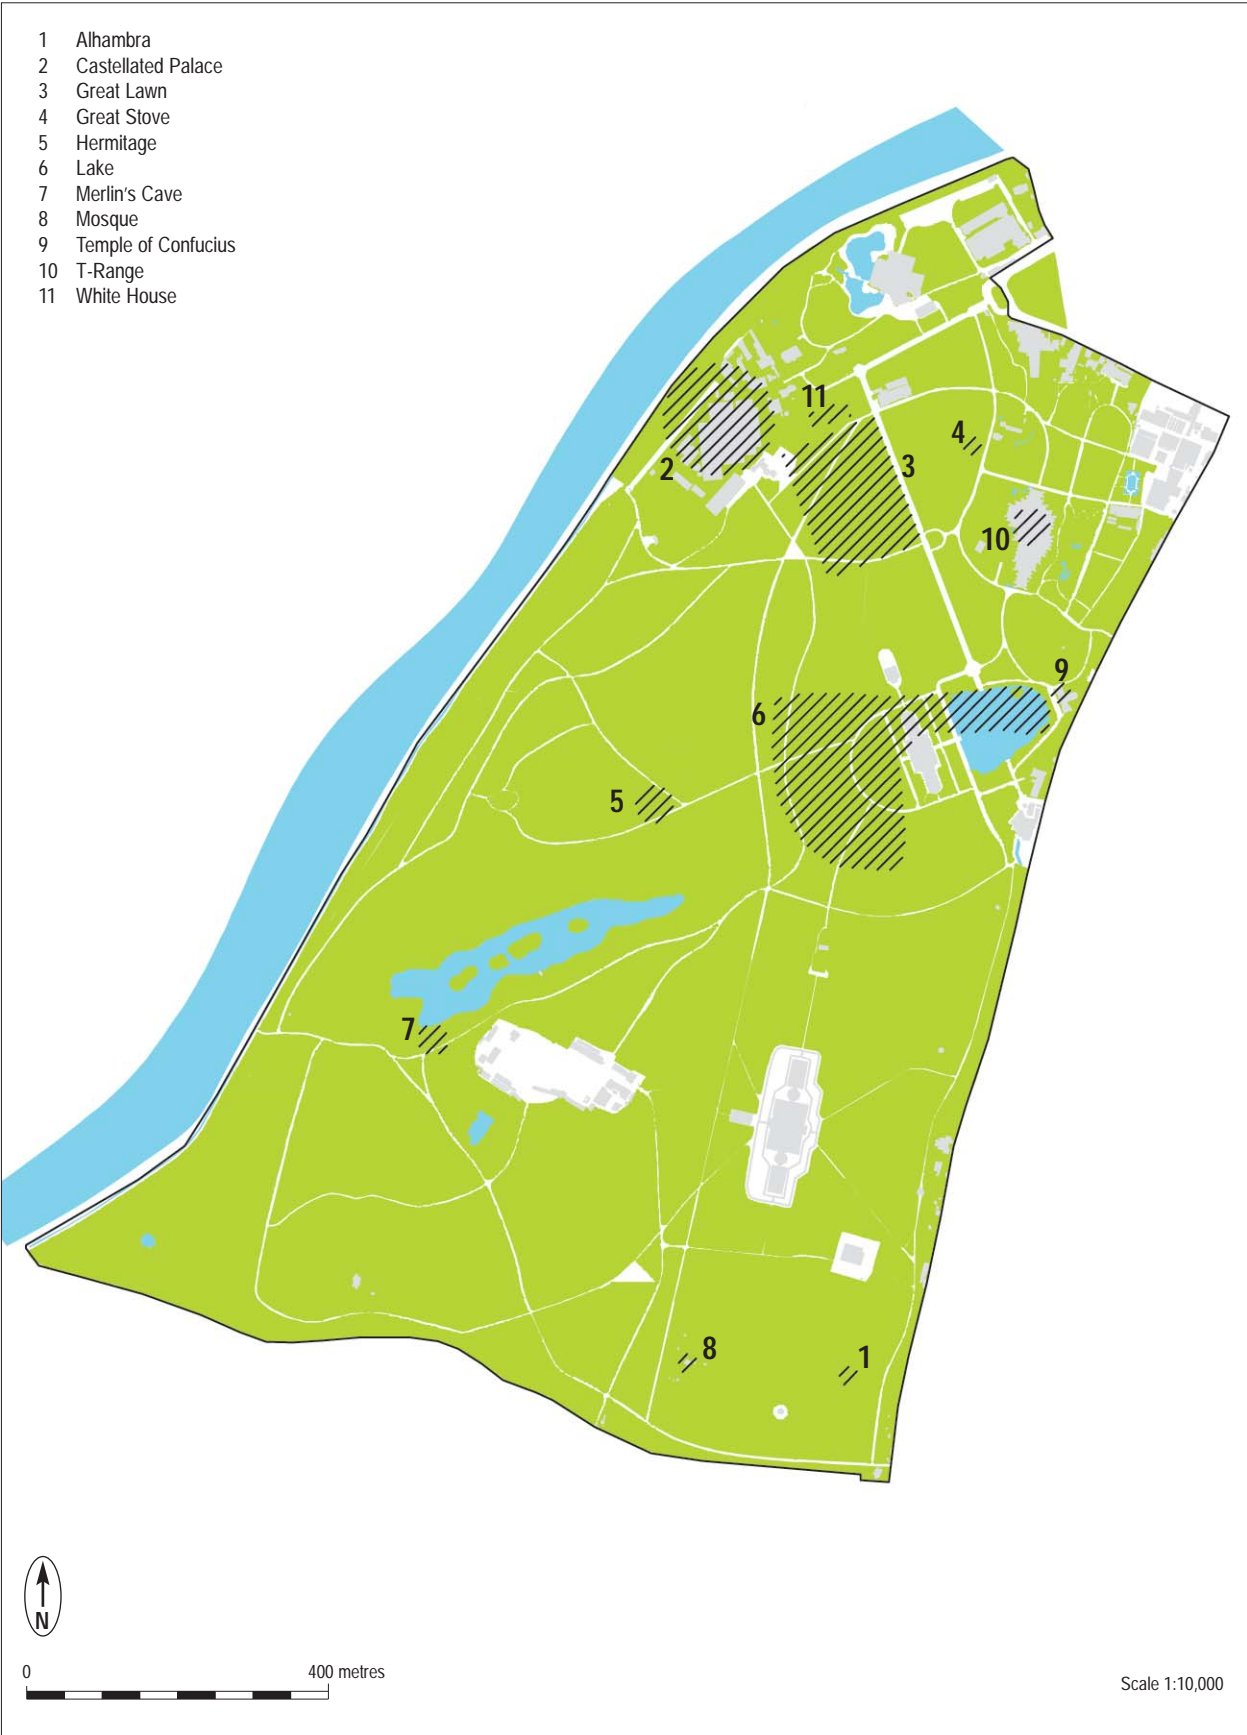 1 Alhambra
2 Castellated Palace
3 Great Lawn
4 Great Stove
5 Hermitage
6 Lake
7 Merlin's Cave
8 Mosque
9 Temple of Confucius
10 T-Range
11 White House
11
4
2
3
10
9
6
5
7
8
1
N
0 400 metres
Scale 1:10,000